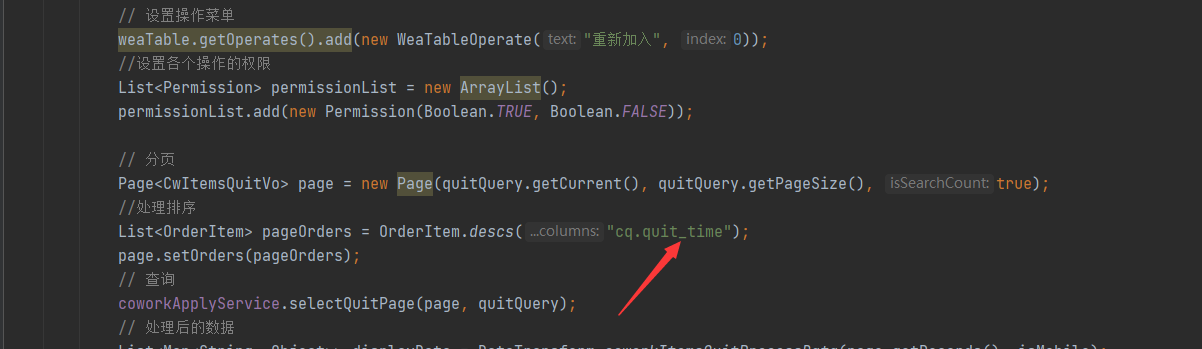 // 设置操作菜单
weaTable.getOperates().add(new WeaTableOperate( text: "重新加入", index: 0));
//设置各个操作的权限
List<Permission> permissionList = new ArrayList();
permissionList.add(new Permission(Boolean.TRUE, Boolean.FALSE));
// 分页
Page<CwItemsQuitVo> page = new Page(quitQuery.getCurrent(), quitQuery.getPageSize(), isSearchCount: true);
//处理排序
List<OrderItem> pageOrders = OrderItem.descs( ...columns: "cq.quit_time");
page.setOrders(pageOrders);
// 查询
coworkApplyService.selectQuitPage(page, quitQuery);
// 处理后的数据